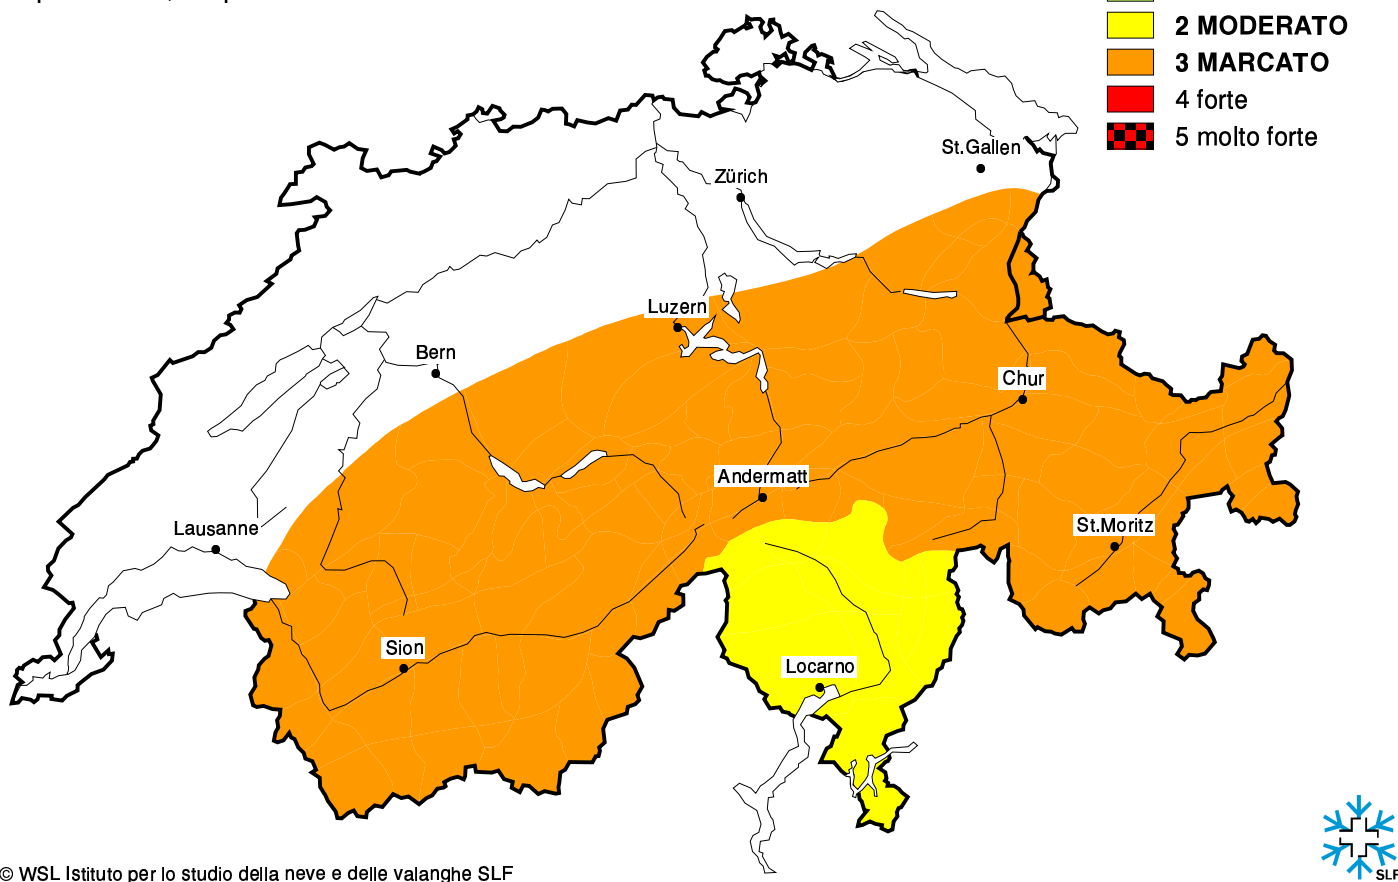 2 MODERATO
3 MARCATO
4 forte
5 molto forte
St.Gallen
Zürich
Luzern
Bern
Chur
Andermatt
Lausanne
St.Moritz
Sion
Locarno
© WSL Istituto per lo studio della neve e delle valanghe SLF
SLF